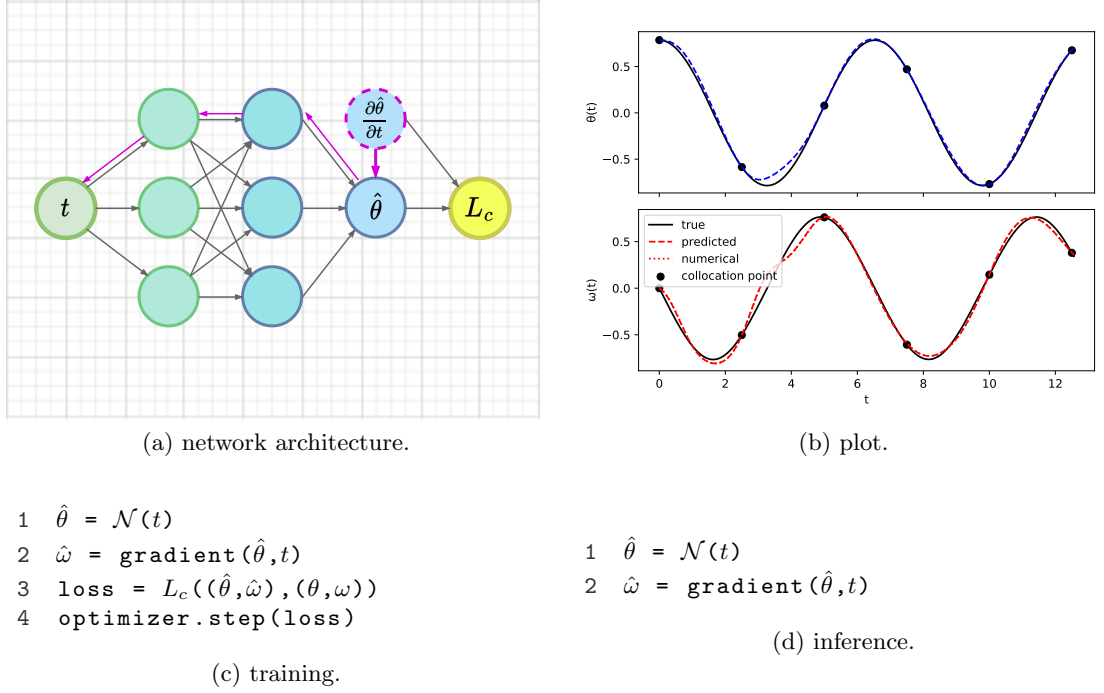 t
∂θ̂
∂t
θ̂
L_c
(a) network architecture.
0.5
0.0
−0.5
θ(t)
true
predicted
numerical
collocation point
0.5
0.0
−0.5
ω(t)
0 2 4 6 8 10 12
t
(b) plot.
1 θ̂ = 𝒩(t)
2 ω̂ = gradient(θ̂,t)
3 loss = L_c((θ̂,ω̂),(θ,ω))
4 optimizer.step(loss)
(c) training.
1 θ̂ = 𝒩(t)
2 ω̂ = gradient(θ̂,t)
(d) inference.